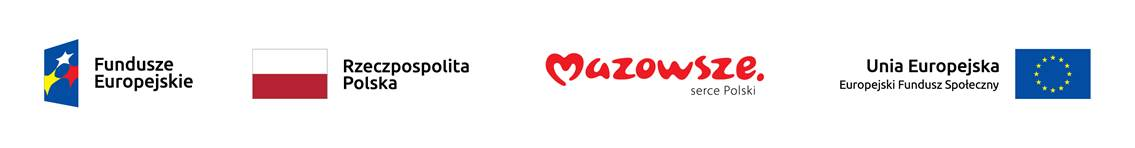 Fundusze
Europejskie
Rzeczpospolita
Polska
Mazowsze.
serce Polski
Unia Europejska
Europejski Fundusz Społeczny